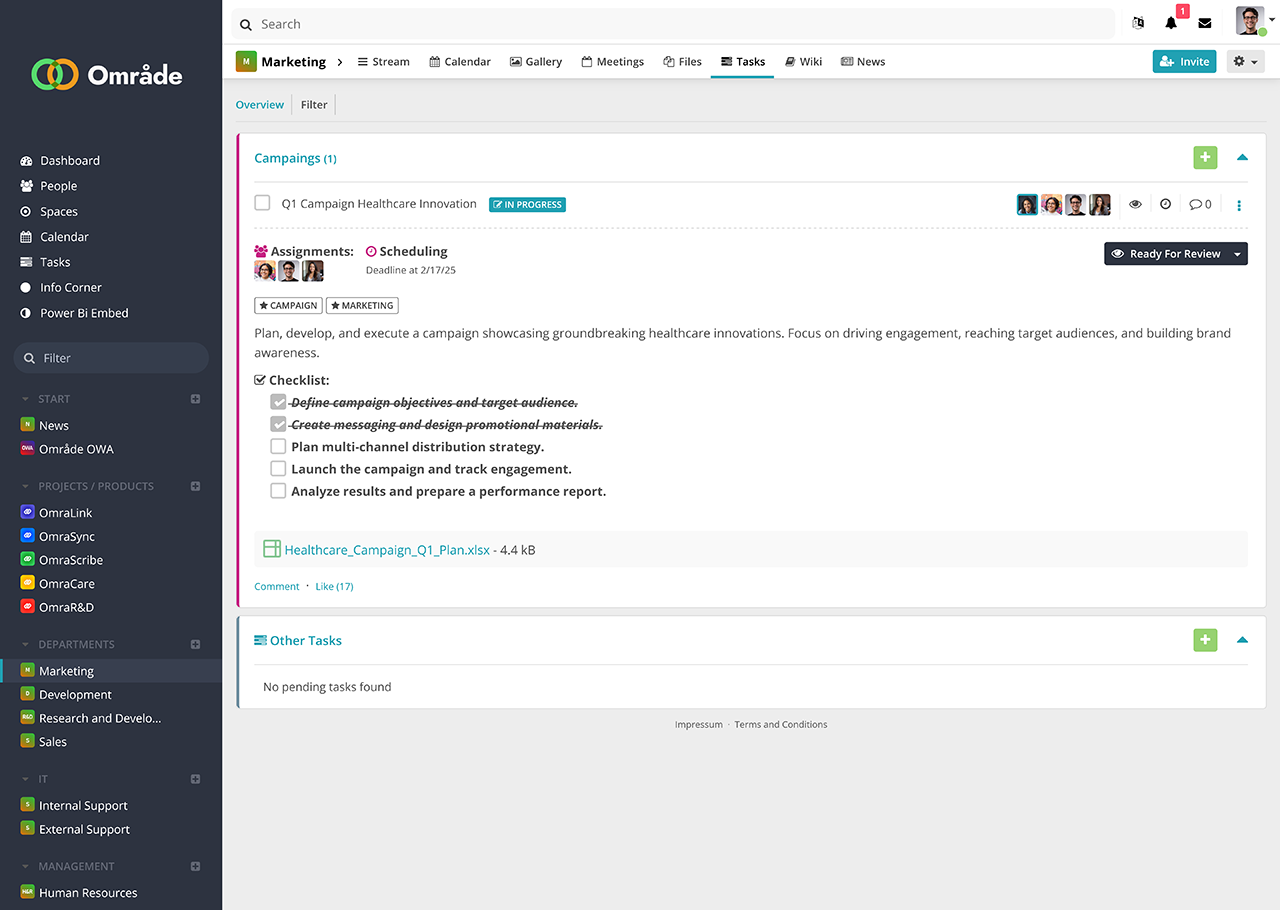 Område
Dashboard
People
Spaces
Calendar
Tasks
Info Corner
Power Bi Embed
Filter
START
N News
OWA Område OWA
PROJECTS / PRODUCTS
OmraLink
OmraSync
OmraScribe
OmraCare
OmraR&D
DEPARTMENTS
M Marketing
D Development
R&D Research and Develo...
S Sales
IT
S Internal Support
S External Support
MANAGEMENT
H&R Human Resources
Search
1
M Marketing Stream Calendar Gallery Meetings Files Tasks Wiki News Invite
Overview Filter
Campaings (1)
Q1 Campaign Healthcare Innovation IN PROGRESS 0
Assignments: Scheduling
Deadline at 2/17/25
Ready For Review
CAMPAIGN MARKETING
Plan, develop, and execute a campaign showcasing groundbreaking healthcare innovations. Focus on driving engagement, reaching target audiences, and building brand
awareness.
Checklist:
Define campaign objectives and target audience.
Create messaging and design promotional materials.
Plan multi-channel distribution strategy.
Launch the campaign and track engagement.
Analyze results and prepare a performance report.
Healthcare_Campaign_Q1_Plan.xlsx - 4.4 kB
Comment · Like (17)
Other Tasks
No pending tasks found
Impressum · Terms and Conditions